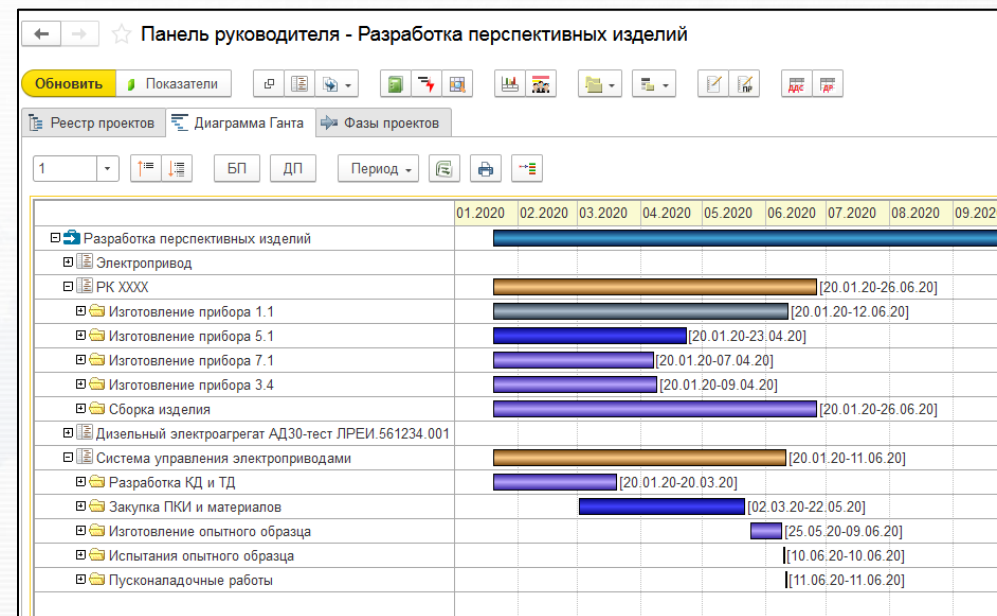 Панель руководителя - Разработка перспективных изделий
Обновить Показатели
ПР ДДС ГДР
Реестр проектов Диаграмма Ганта Фазы проектов
1 БП ДП Период
01.2020 02.2020 03.2020 04.2020 05.2020 06.2020 07.2020 08.2020 09.202
Разработка перспективных изделий
Электропривод
РК XXXX [20.01.20-26.06.20]
Изготовление прибора 1.1 [20.01.20-12.06.20]
Изготовление прибора 5.1 [20.01.20-23.04.20]
Изготовление прибора 7.1 [20.01.20-07.04.20]
Изготовление прибора 3.4 [20.01.20-09.04.20]
Сборка изделия [20.01.20-26.06.20]
Дизельный электроагрегат АД30-тест ЛРЕИ.561234.001
Система управления электроприводами [20.01.20-11.06.20]
Разработка КД и ТД [20.01.20-20.03.20]
Закупка ПКИ и материалов [02.03.20-22.05.20]
Изготовление опытного образца [25.05.20-09.06.20]
Испытания опытного образца [10.06.20-10.06.20]
Пусконаладочные работы [11.06.20-11.06.20]